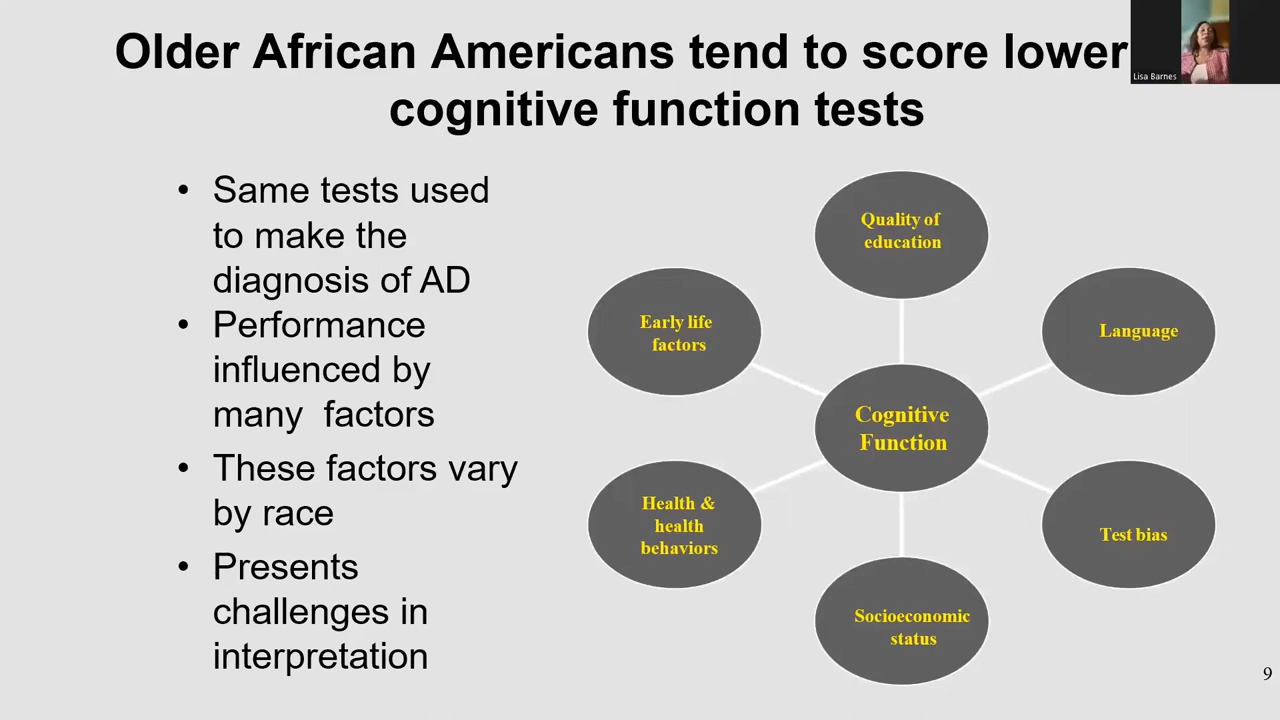 Older African Americans tend to score lower
cognitive function tests
Lisa Barnes
• Same tests used
to make the
diagnosis of AD
• Performance
influenced by
many factors
• These factors vary
by race
• Presents
challenges in
interpretation
Quality of
education
Early life
factors
Language
Cognitive
Function
Health &
health
behaviors
Test bias
Socioeconomic
status
9